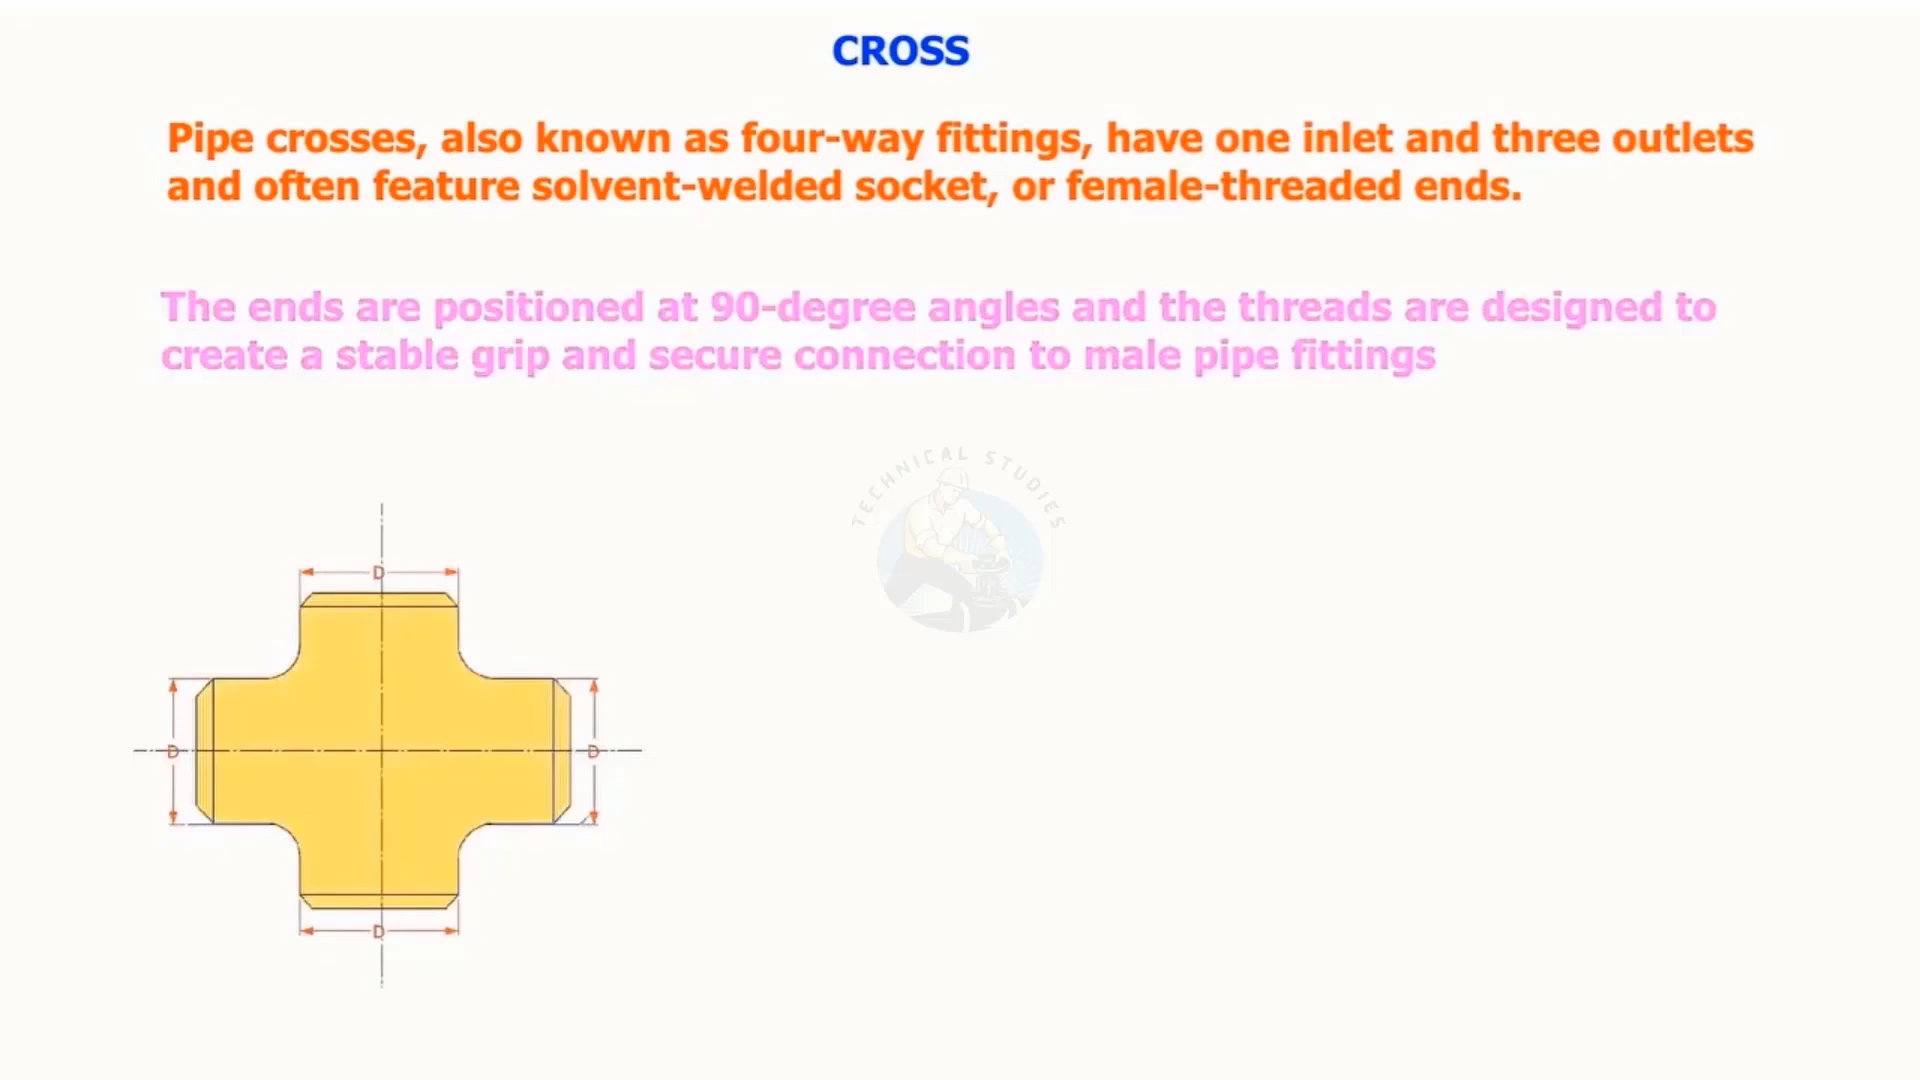 CROSS
Pipe crosses, also known as four-way fittings, have one inlet and three outlets
and often feature solvent-welded socket, or female-threaded ends.
The ends are positioned at 90-degree angles and the threads are designed to
create a stable grip and secure connection to male pipe fittings
TECHNICAL STUDIES
D
D
D
D